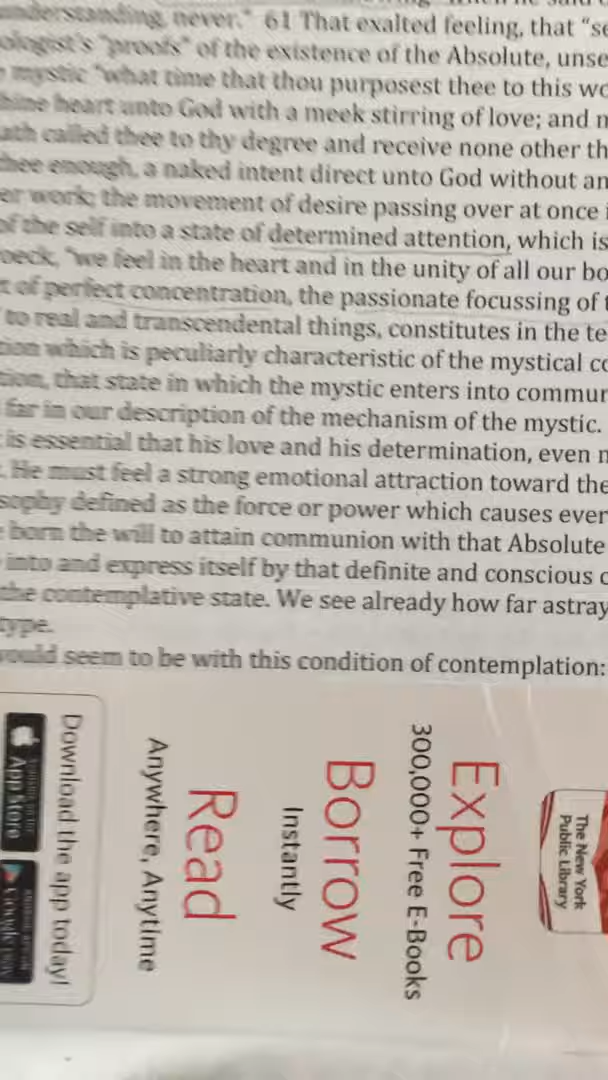 understanding, never." 61 That exalted feeling, that "se
ologist's "proofs" of the existence of the Absolute, unse
mystic "what time that thou purposest thee to this wo
hine heart unto God with a meek stirring of love; and m
ath called thee to thy degree and receive none other th
thee enough, a naked intent direct unto God without an
er work; the movement of desire passing over at once i
of the self into a state of determined attention, which is
oeck, "we feel in the heart and in the unity of all our bo
t of perfect concentration, the passionate focussing of t
to real and transcendental things, constitutes in the te
tion which is peculiarly characteristic of the mystical co
tion, that state in which the mystic enters into commun
far in our description of the mechanism of the mystic.
is essential that his love and his determination, even m
. He must feel a strong emotional attraction toward the
sophy defined as the force or power which causes ever
born the will to attain communion with that Absolute
into and express itself by that definite and conscious c
the contemplative state. We see already how far astray
type.
would seem to be with this condition of contemplation:
The New York
Public Library
Explore
300,000+ Free E-Books
Borrow
Instantly
Read
Anywhere, Anytime
Download the app today!
App Store
Google